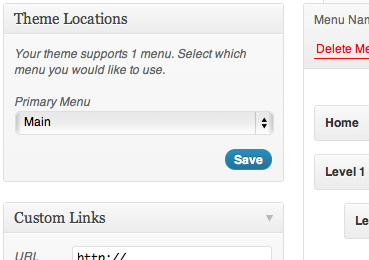 Theme Locations
Your theme supports 1 menu. Select which
menu you would like to use.
Primary Menu
Main
Save
Custom Links
URL
http://
Menu Nam
Delete Me
Home
Level 1
Le